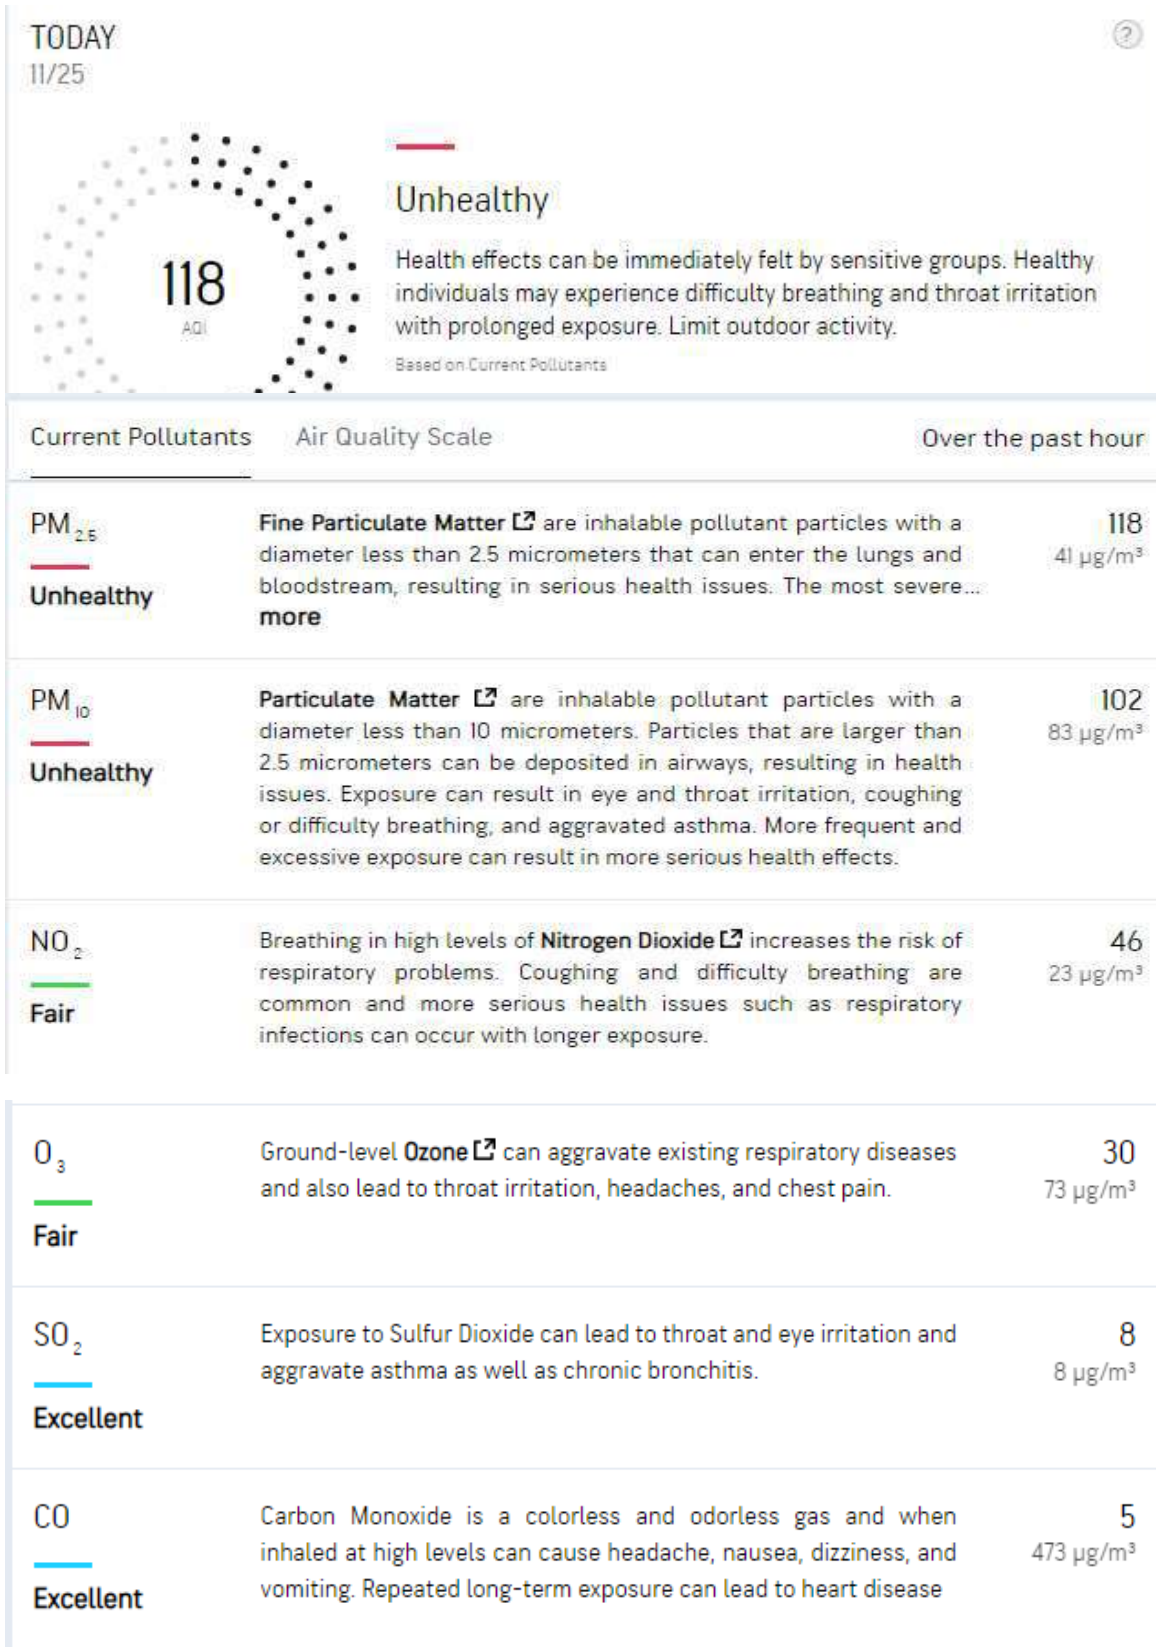 TODAY
?
11/25
Unhealthy
118
AQI
Health effects can be immediately felt by sensitive groups. Healthy
individuals may experience difficulty breathing and throat irritation
with prolonged exposure. Limit outdoor activity.
Based on Current Pollutants
Current Pollutants Air Quality Scale Over the past hour
PM 2.5
Unhealthy
Fine Particulate Matter are inhalable pollutant particles with a
diameter less than 2.5 micrometers that can enter the lungs and
bloodstream, resulting in serious health issues. The most severe...
more
118
41 µg/m³
PM 10
Unhealthy
Particulate Matter are inhalable pollutant particles with a
diameter less than 10 micrometers. Particles that are larger than
2.5 micrometers can be deposited in airways, resulting in health
issues. Exposure can result in eye and throat irritation, coughing
or difficulty breathing, and aggravated asthma. More frequent and
excessive exposure can result in more serious health effects.
102
83 µg/m³
NO 2
Fair
Breathing in high levels of Nitrogen Dioxide increases the risk of
respiratory problems. Coughing and difficulty breathing are
common and more serious health issues such as respiratory
infections can occur with longer exposure.
46
23 µg/m³
O 3
Fair
Ground-level Ozone can aggravate existing respiratory diseases
and also lead to throat irritation, headaches, and chest pain.
30
73 µg/m³
SO 2
Excellent
Exposure to Sulfur Dioxide can lead to throat and eye irritation and
aggravate asthma as well as chronic bronchitis.
8
8 µg/m³
CO
Excellent
Carbon Monoxide is a colorless and odorless gas and when
inhaled at high levels can cause headache, nausea, dizziness, and
vomiting. Repeated long-term exposure can lead to heart disease
5
473 µg/m³